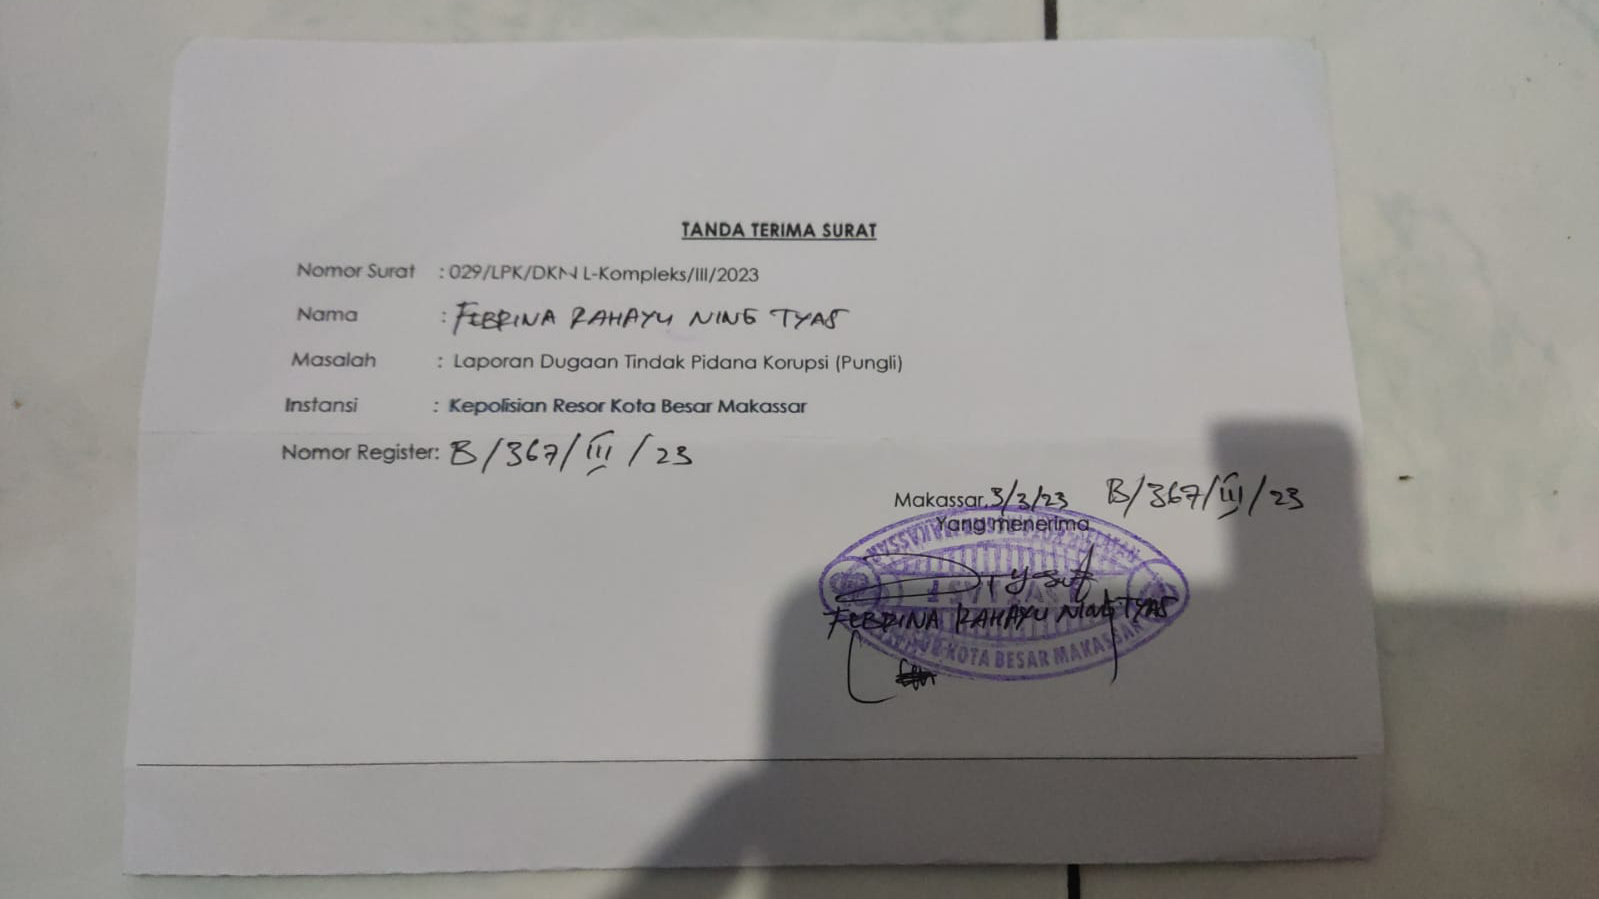 TANDA TERIMA SURAT
Nomor Surat : 029/LPK/DKN L-Kompleks/III/2023
Nama : FEBRINA RAHAYU NING TYAS
Masalah : Laporan Dugaan Tindak Pidana Korupsi (Pungli)
Instansi : Kepolisian Resor Kota Besar Makassar
Nomor Register: B/367/III/23
Makassar, 3/3/23 B/367/III/23
Yang menerima
FEBRINA RAHAYU NING TYAS
KOTA BESAR MAKASSAR